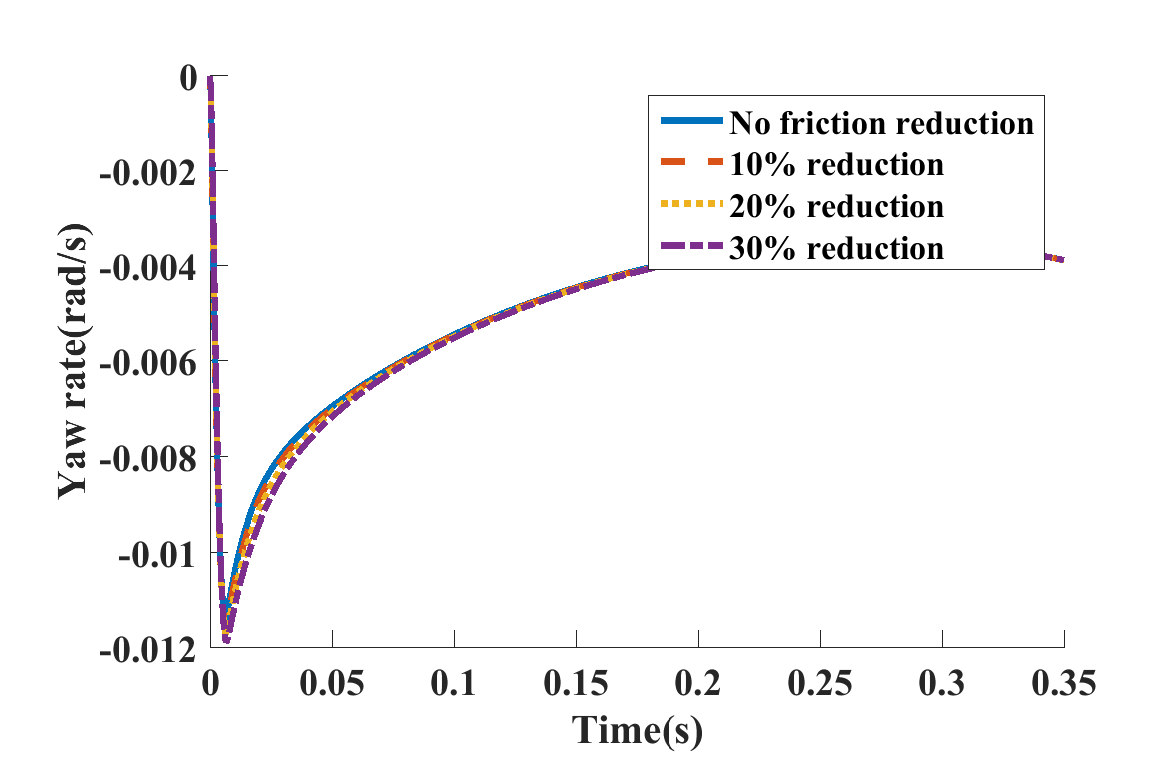 0
-0.002
-0.004
-0.006
-0.008
-0.01
-0.012
Yaw rate(rad/s)
No friction reduction
10% reduction
20% reduction
30% reduction
0 0.05 0.1 0.15 0.2 0.25 0.3 0.35
Time(s)